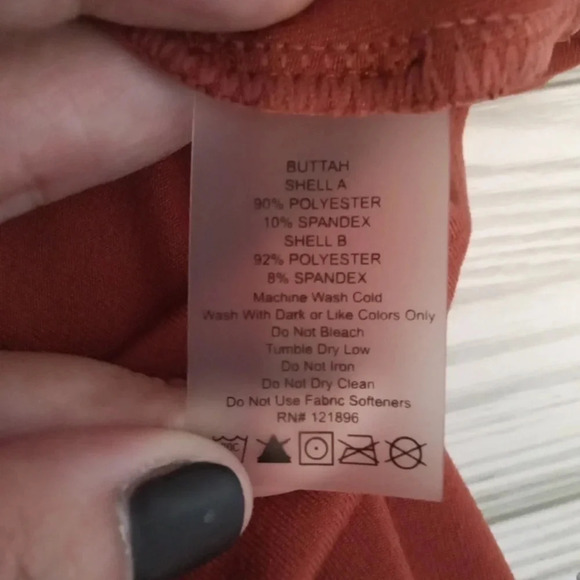 BUTTAH
SHELL A
90% POLYESTER
10% SPANDEX
SHELL B
92% POLYESTER
8% SPANDEX
Machine Wash Cold
Wash With Dark or Like Colors Only
Do Not Bleach
Tumble Dry Low
Do Not Iron
Do Not Dry Clean
Do Not Use Fabric Softeners
RN# 121896